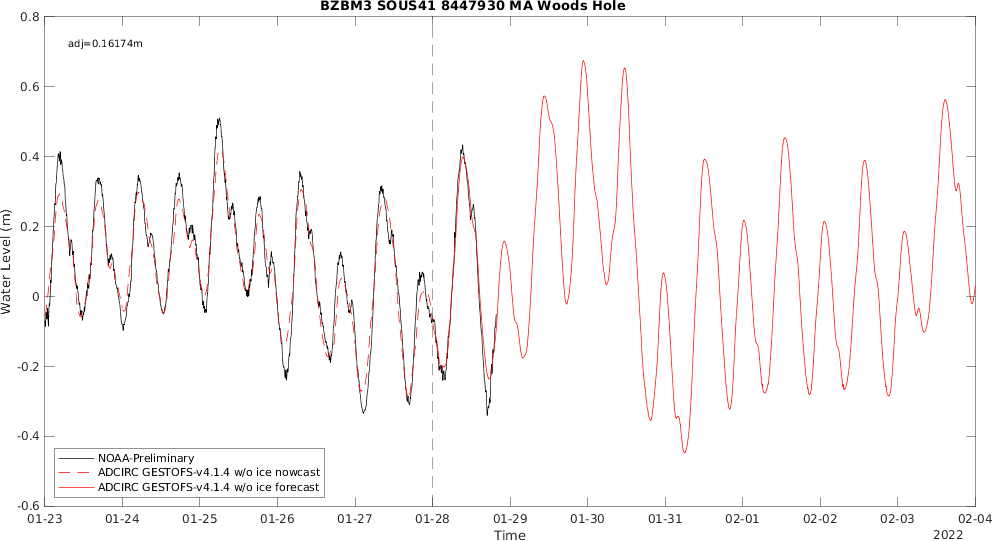 BZBM3 SOUS41 8447930 MA Woods Hole
adj=0.16174m
0.8
0.6
0.4
0.2
0
-0.2
-0.4
-0.6
Water Level (m)
NOAA-Preliminary
ADCIRC GESTOFS-v4.1.4 w/o ice nowcast
ADCIRC GESTOFS-v4.1.4 w/o ice forecast
01-23 01-24 01-25 01-26 01-27 01-28 01-29 01-30 01-31 02-01 02-02 02-03 02-04
Time
2022